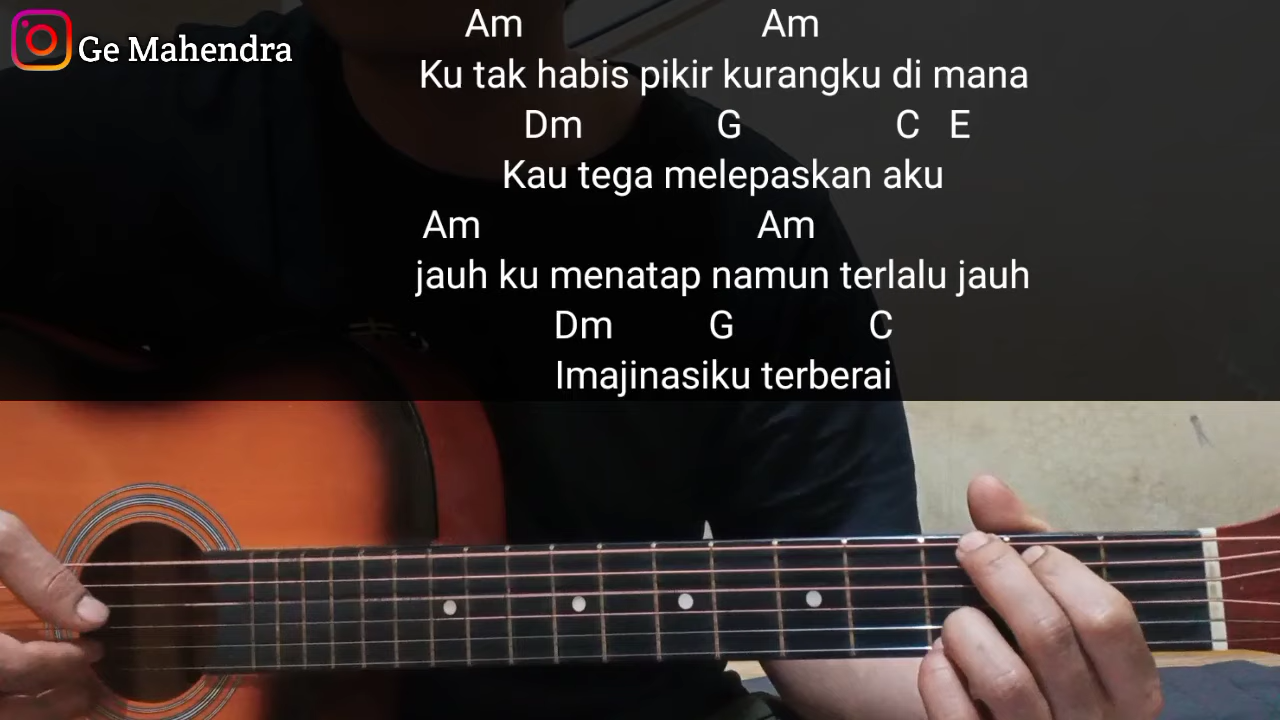 Ge Mahendra
Am Am
Ku tak habis pikir kurangku di mana
Dm G C E
Kau tega melepaskan aku
Am Am
jauh ku menatap namun terlalu jauh
Dm G C
Imajinasiku terberai